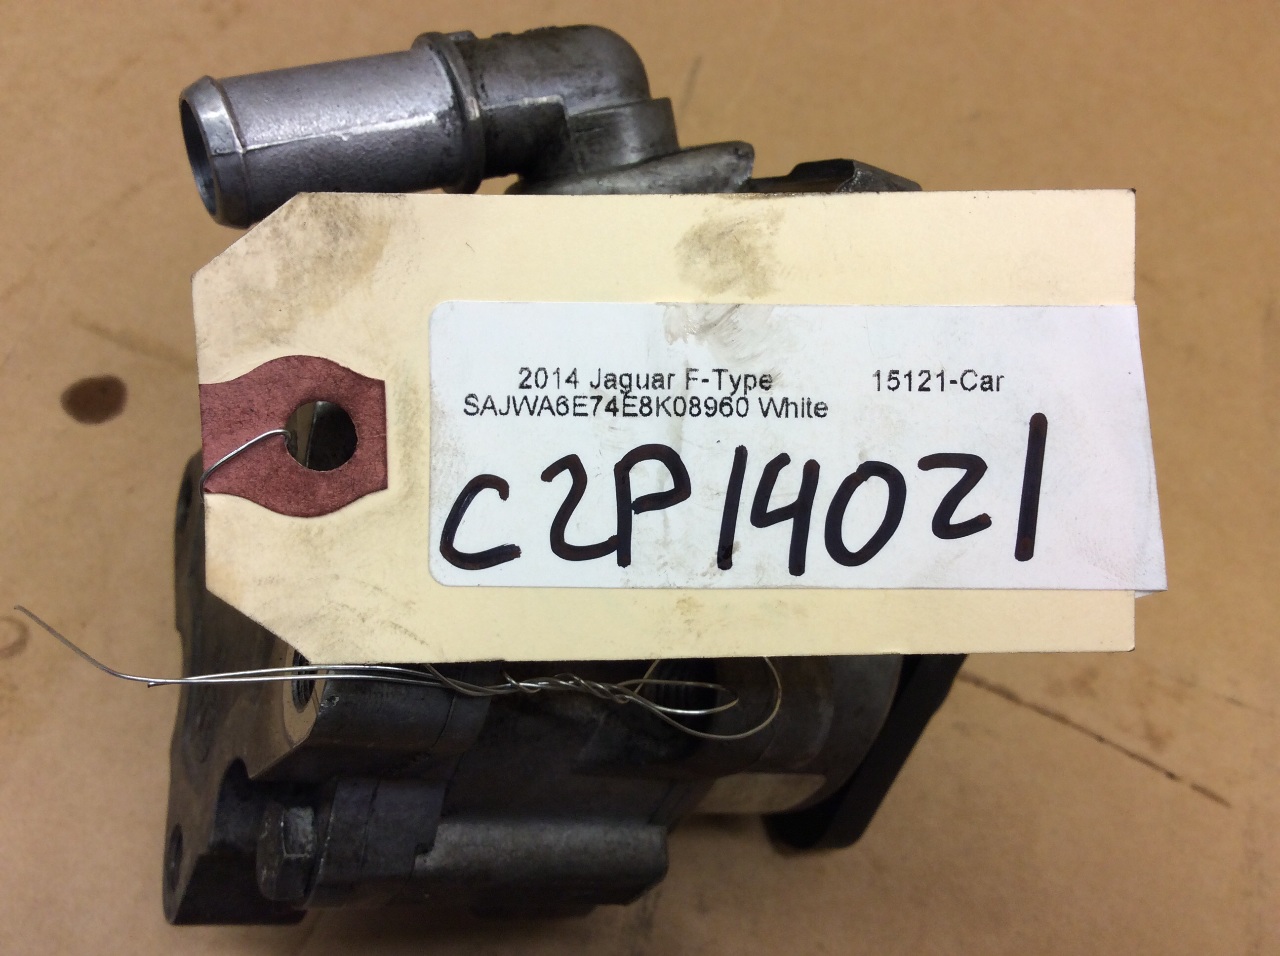 2014 Jaguar F-Type 15121-Car
SAJWA6E74E8K08960 White
C2P14021